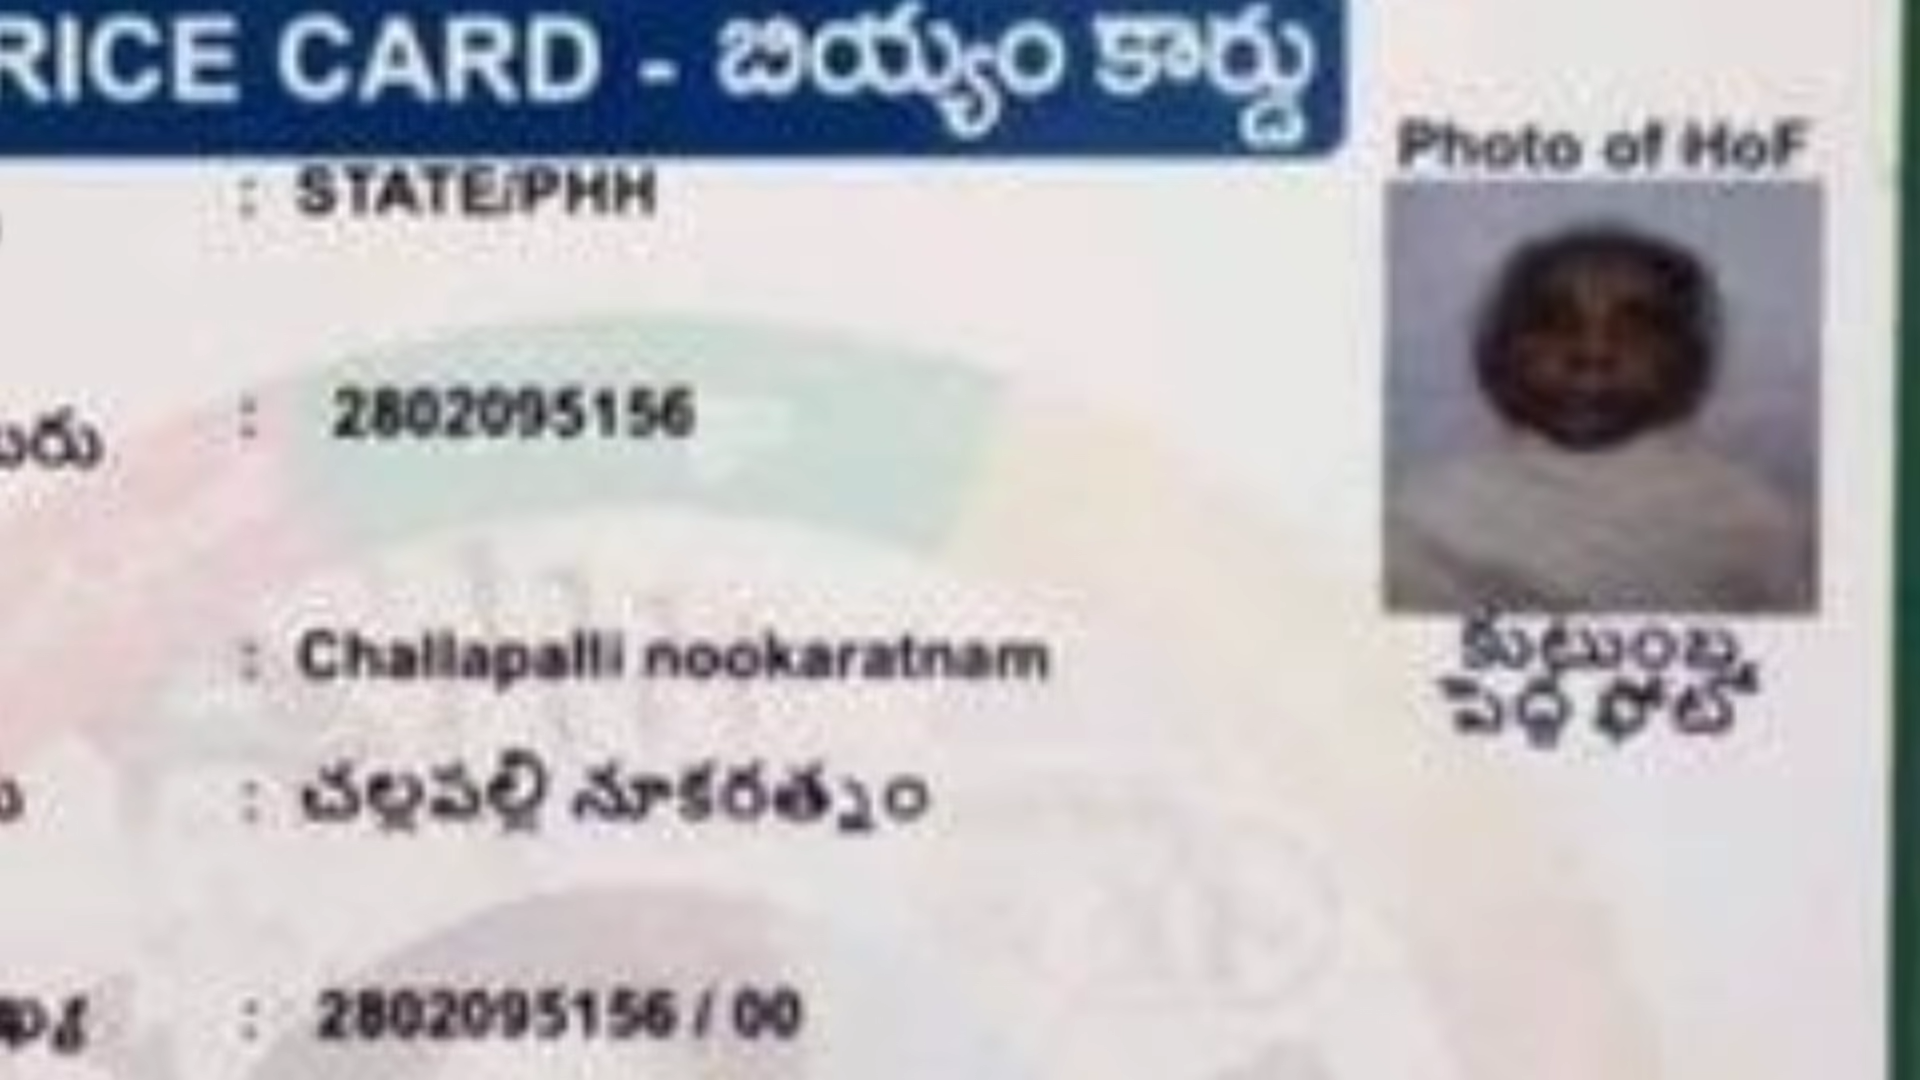 RICE CARD - బియ్యం కార్డు
Photo of HoF
: STATE/PHH
: 2802095156
: Challapalli nookaratnam
కుటుంబ
పెద్ద ఫోటో
: చల్లపల్లి నూకరత్నం
: 2802095156 / 00